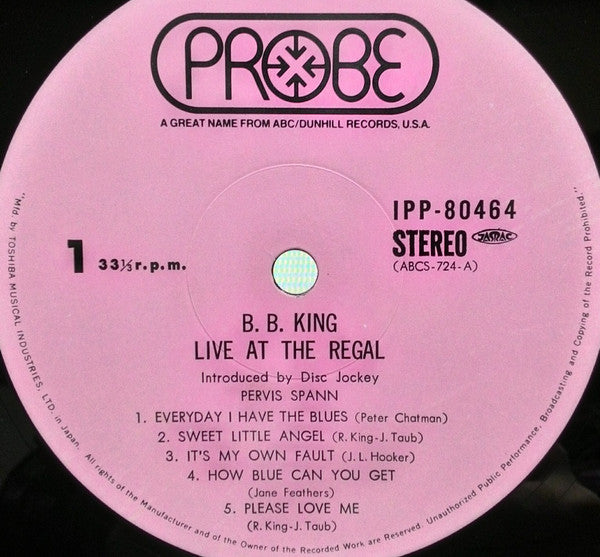 PROBE
A GREAT NAME FROM ABC/DUNHILL RECORDS, U.S.A.
IPP-80464
1 33⅓ r.p.m.
STEREO JASRAC
(ABCS-724-A)
B. B. KING
LIVE AT THE REGAL
Introduced by Disc Jockey
PERVIS SPANN
1. EVERYDAY I HAVE THE BLUES (Peter Chatman)
2. SWEET LITTLE ANGEL (R. King-J. Taub)
3. IT'S MY OWN FAULT (J. L. Hooker)
4. HOW BLUE CAN YOU GET
(Jane Feathers)
5. PLEASE LOVE ME
(R. King-J. Taub)
"Mfd. by TOSHIBA MUSICAL INDUSTRIES, LTD. in Japan. All rights of the Manufacturer and of the Owner of the Recorded Work are Reserved. Unauthorized Public Performance, Broadcasting and Copying of the Record Prohibited."